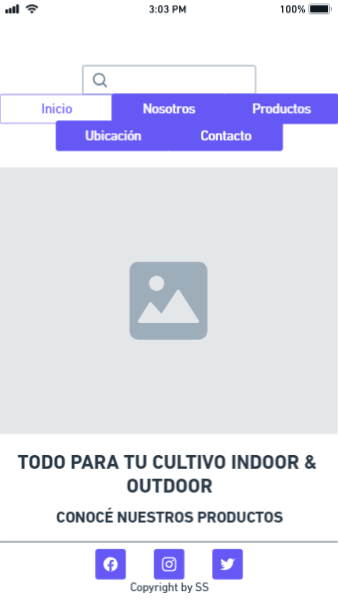 3:03 PM 100%
Inicio Nosotros Productos
Ubicación Contacto
TODO PARA TU CULTIVO INDOOR &
OUTDOOR
CONOCÉ NUESTROS PRODUCTOS
Copyright by SS